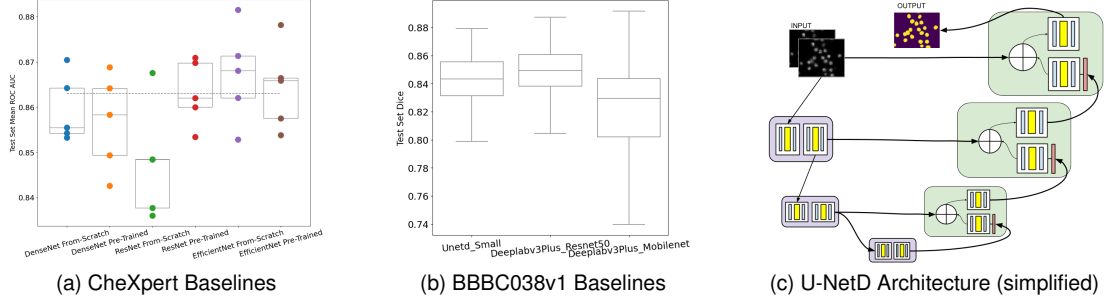 0.88
0.87
0.86
0.85
0.84
Test Set Mean ROC AUC
DenseNet From-Scratch
DenseNet Pre-Trained
ResNet From-Scratch
ResNet Pre-Trained
EfficientNet From-Scratch
EfficientNet Pre-Trained
(a) CheXpert Baselines
0.88
0.86
0.84
0.82
0.80
0.78
0.76
0.74
Test Set Dice
Unetd_Small
Deeplabv3Plus_Resnet50
Deeplabv3Plus_Mobilenet
(b) BBBC038v1 Baselines
OUTPUT
INPUT
(c) U-NetD Architecture (simplified)